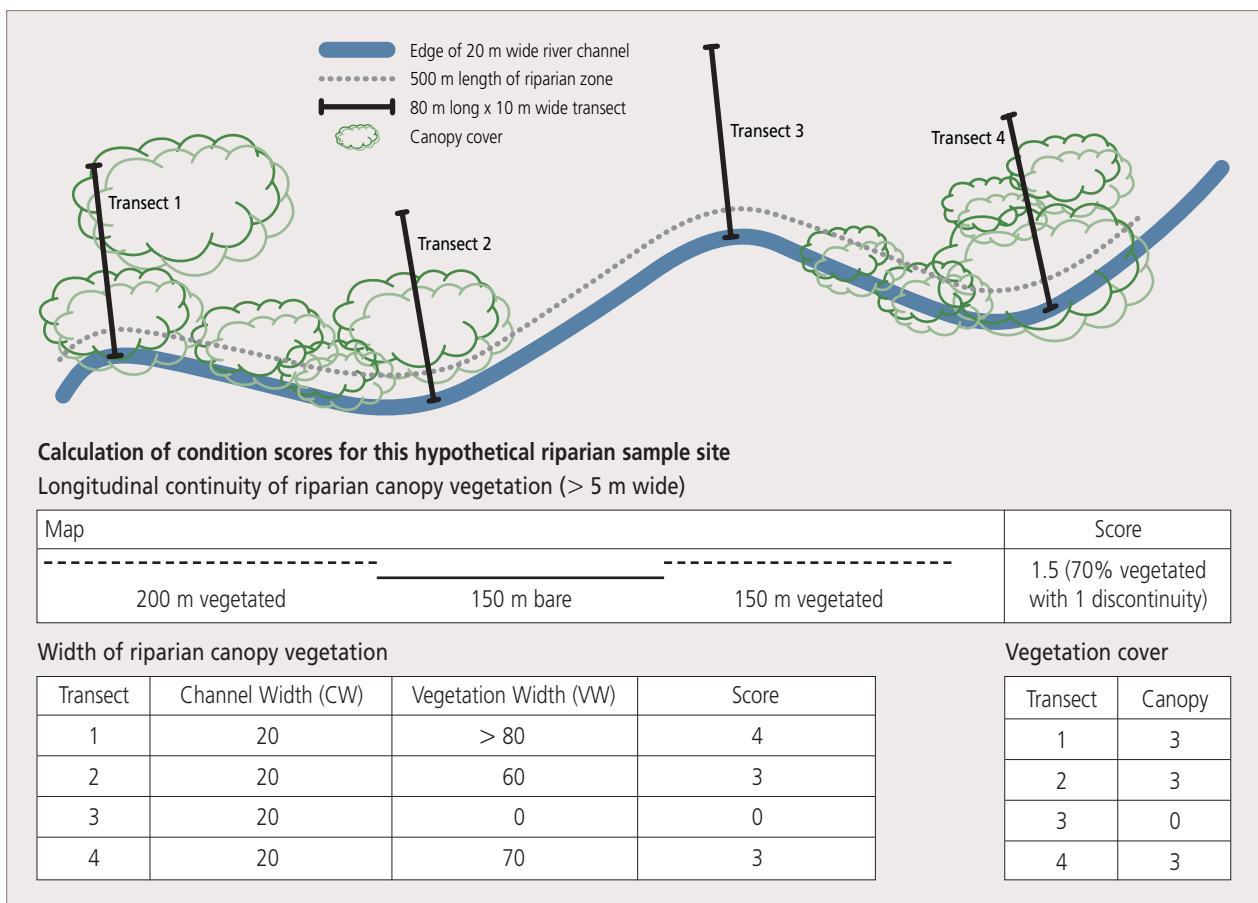 Edge of 20 m wide river channel
500 m length of riparian zone
80 m long x 10 m wide transect
Canopy cover
Transect 1
Transect 2
Transect 3
Transect 4
Calculation of condition scores for this hypothetical riparian sample site
Longitudinal continuity of riparian canopy vegetation (> 5 m wide)
Map Score
200 m vegetated 150 m bare 150 m vegetated
1.5 (70% vegetated
with 1 discontinuity)
Width of riparian canopy vegetation
Transect Channel Width (CW) Vegetation Width (VW) Score
1 20 > 80 4
2 20 60 3
3 20 0 0
4 20 70 3
Vegetation cover
Transect Canopy
1 3
2 3
3 0
4 3